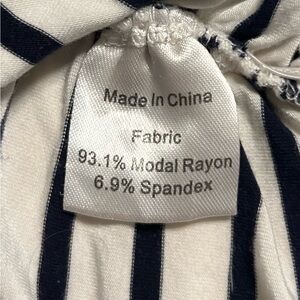 Made In China
Fabric
93.1% Modal Rayon
6.9% Spandex